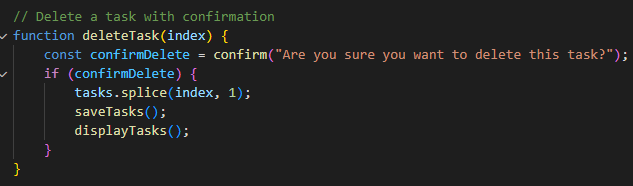 // Delete a task with confirmation
function deleteTask(index) {
    const confirmDelete = confirm("Are you sure you want to delete this task?");
    if (confirmDelete) {
        tasks.splice(index, 1);
        saveTasks();
        displayTasks();
    }
}